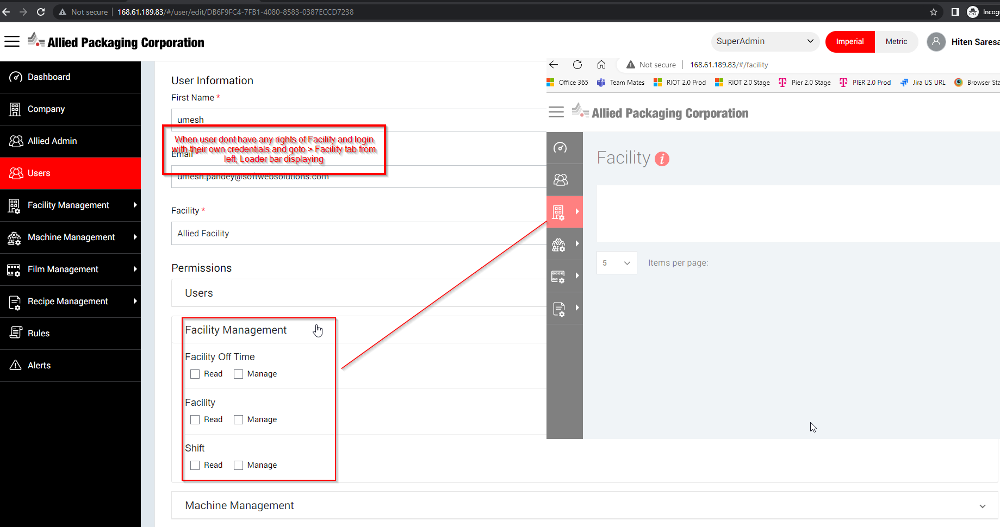 Not secure
168.61.189.83/#/user/edit/DB6F9FC4-7FB1-4080-8583-0387ECCD7238
Incog
Allied Packaging Corporation
SuperAdmin
Imperial
Metric
Hiten Saresa
Dashboard
Company
Allied Admin
Users
Facility Management
Machine Management
Film Management
Recipe Management
Rules
Alerts
User Information
First Name *
umesh
When user dont have any rights of Facility and login
with their own credentials and goto > Facility tab from
left, Loader bar displaying
Email *
umesh.pandey@softwebsolutions.com
Facility *
Allied Facility
Permissions
Users
Facility Management
Facility Off Time
Read Manage
Facility
Read Manage
Shift
Read Manage
Machine Management
Not secure
168.61.189.83/#/facility
Office 365 Team Mates RIOT 2.0 Prod RIOT 2.0 Stage Pier 2.0 Stage PIER 2.0 Prod Jira US URL Browser Sta
Allied Packaging Corporation
Facility i
5 Items per page: